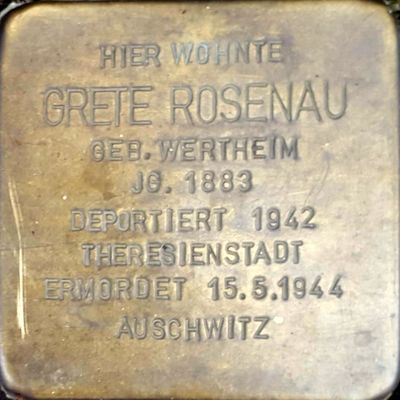 HIER WOHNTE
GRETE ROSENAU
GEB. WERTHEIM
JG. 1883
DEPORTIERT 1942
THERESIENSTADT
ERMORDET 15.5.1944
AUSCHWITZ